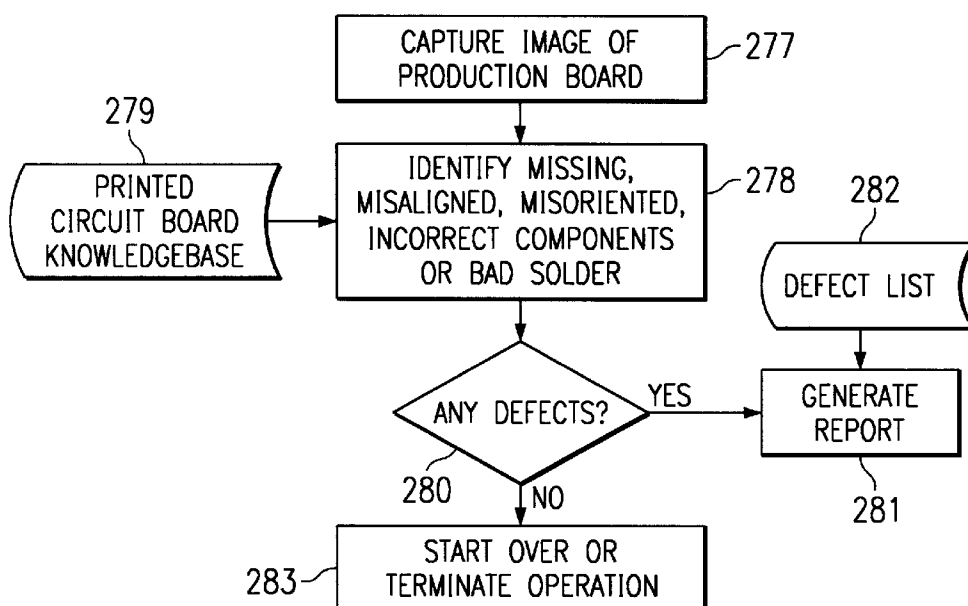 CAPTURE IMAGE OF
PRODUCTION BOARD
277
279
PRINTED
CIRCUIT BOARD
KNOWLEDGEBASE
IDENTIFY MISSING,
MISALIGNED, MISORIENTED,
INCORRECT COMPONENTS
OR BAD SOLDER
278
282
DEFECT LIST
ANY DEFECTS?
YES
GENERATE
REPORT
280
NO
281
START OVER OR
TERMINATE OPERATION
283